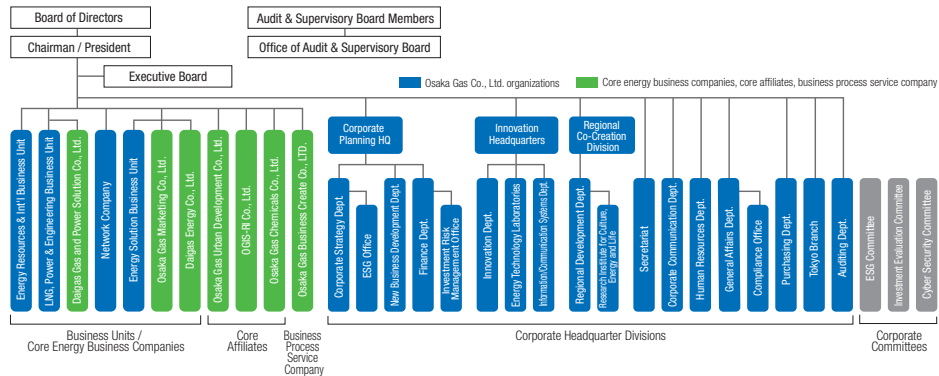 Board of Directors
Audit & Supervisory Board Members
Chairman / President
Office of Audit & Supervisory Board
Executive Board
Osaka Gas Co., Ltd. organizations
Core energy business companies, core affiliates, business process service company
Corporate
Planning HQ
Innovation
Headquarters
Regional
Co-Creation
Division
Energy Resources & Int'l Business Unit
LNG, Power & Engineering Business Unit
Daigas Gas and Power Solution Co., Ltd.
Network Company
Energy Solution Business Unit
Osaka Gas Marketing Co., Ltd.
Daigas Energy Co., Ltd.
Osaka Gas Urban Development Co., Ltd.
OGIS-RI Co., Ltd.
Osaka Gas Chemicals Co., Ltd.
Osaka Gas Business Create Co., LTD.
Corporate Strategy Dept.
ESG Office
New Business Development Dept.
Finance Dept.
Investment Risk
Management Office
Innovation Dept.
Energy Technology Laboratories
Information/Communication Systems Dept.
Regional Development Dept.
Research Institute for Culture,
Energy and Life
Secretariat
Corporate Communication Dept.
Human Resources Dept.
General Affairs Dept.
Compliance Office
Purchasing Dept.
Tokyo Branch
Auditing Dept.
ESG Committee
Investment Evaluation Committee
Cyber Security Committee
Business Units /
Core Energy Business Companies
Core
Affiliates
Business
Process
Service
Company
Corporate Headquarter Divisions
Corporate
Committees